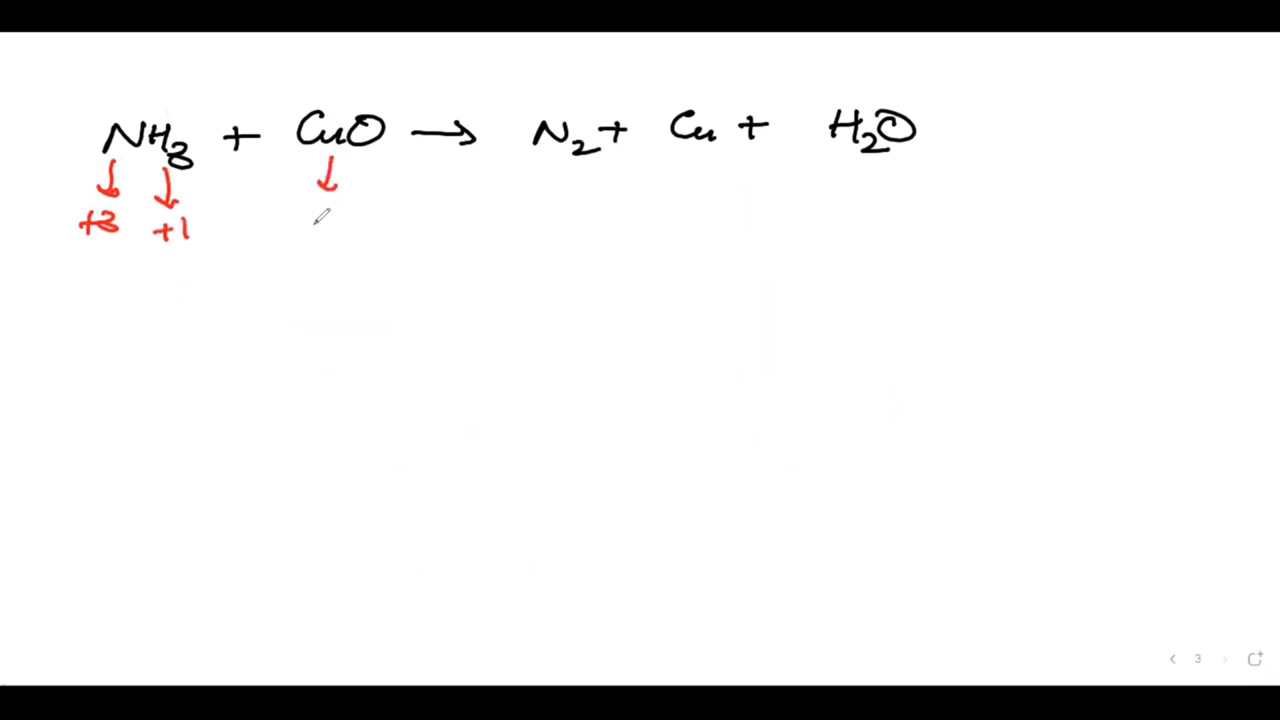 NH₃ + CuO → N₂ + Cu + H₂O
↓ ↓ ↓
+3 +1
< 3 >